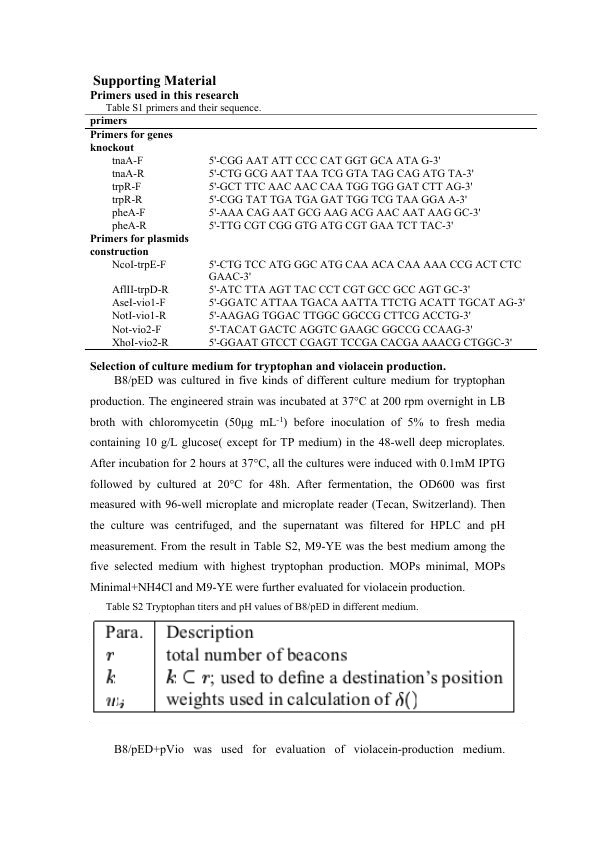 Supporting Material
Primers used in this research
Table S1 primers and their sequence.
primers
Primers for genes
knockout
tnaA-F 5'-CGG AAT ATT CCC CAT GGT GCA ATA G-3'
tnaA-R 5'-CTG GCG AAT TAA TCG GTA TAG CAG ATG TA-3'
trpR-F 5'-GCT TTC AAC AAC CAA TGG TGG GAT CTT AG-3'
trpR-R 5'-CGG TAT TGA TGA GAT TGG TCG TAA GGA A-3'
pheA-F 5'-AAA CAG AAT GCG AAG ACG AAC AAT AAG GC-3'
pheA-R 5'-TTG CGT CGG GTG ATG CGT GAA TCT TAC-3'
Primers for plasmids
construction
NcoI-trpE-F 5'-CTG TCC ATG GGC ATG CAA ACA CAA AAA CCG ACT CTC
GAAC-3'
AflII-trpD-R 5'-ATC TTA AGT TAC CCT CGT GCC GCC AGT GC-3'
AseI-vio1-F 5'-GGATC ATTAA TGACA AATTA TTCTG ACATT TGCAT AG-3'
NotI-vio1-R 5'-AAGAG TGGAC TTGGC GGCCG CTTCG ACCTG-3'
Not-vio2-F 5'-TACAT GACTC AGGTC GAAGC GGCCG CCAAG-3'
XhoI-vio2-R 5'-GGAAT GTCCT CGAGT TCCGA CACGA AAACG CTGGC-3'
Selection of culture medium for tryptophan and violacein production.
B8/pED was cultured in five kinds of different culture medium for tryptophan
production. The engineered strain was incubated at 37°C at 200 rpm overnight in LB
broth with chloromycetin (50μg mL-1) before inoculation of 5% to fresh media
containing 10 g/L glucose( except for TP medium) in the 48-well deep microplates.
After incubation for 2 hours at 37°C, all the cultures were induced with 0.1mM IPTG
followed by cultured at 20°C for 48h. After fermentation, the OD600 was first
measured with 96-well microplate and microplate reader (Tecan, Switzerland). Then
the culture was centrifuged, and the supernatant was filtered for HPLC and pH
measurement. From the result in Table S2, M9-YE was the best medium among the
five selected medium with highest tryptophan production. MOPs minimal, MOPs
Minimal+NH4Cl and M9-YE were further evaluated for violacein production.
Table S2 Tryptophan titers and pH values of B8/pED in different medium.
Para. Description
r total number of beacons
k k ⊂ r; used to define a destination's position
wi weights used in calculation of δ()
B8/pED+pVio was used for evaluation of violacein-production medium.